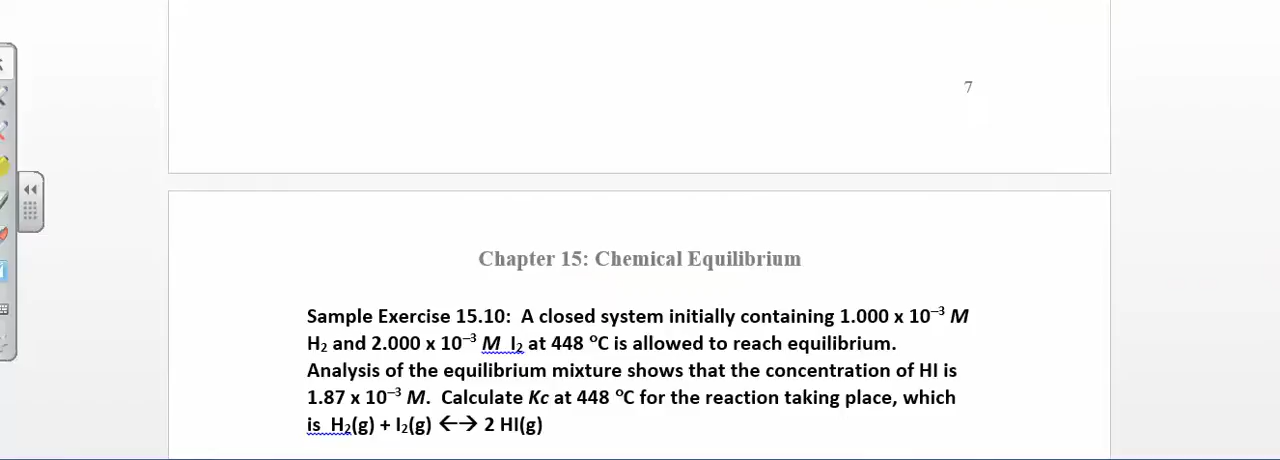 7
Chapter 15: Chemical Equilibrium
Sample Exercise 15.10:  A closed system initially containing 1.000 x 10⁻³ M
H₂ and 2.000 x 10⁻³ M  I₂ at 448 ºC is allowed to reach equilibrium.
Analysis of the equilibrium mixture shows that the concentration of HI is
1.87 x 10⁻³ M.  Calculate Kc at 448 ºC for the reaction taking place, which
is  H₂(g) + I₂(g) ←→ 2 HI(g)